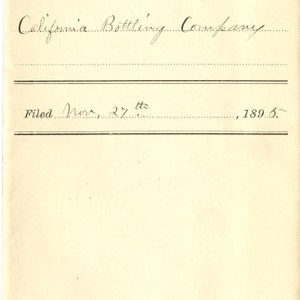 California Bottling Company
Filed Nov. 27th, 1895.